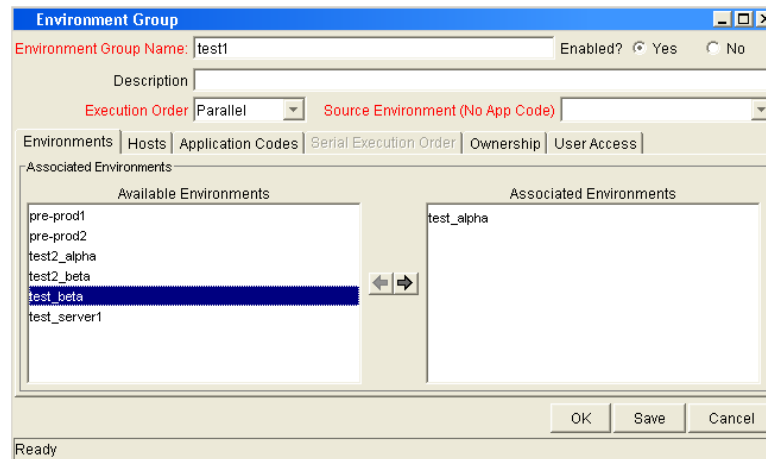 Environment Group
Environment Group Name: test1 Enabled? Yes No
Description
Execution Order Parallel Source Environment (No App Code)
Environments Hosts Application Codes Serial Execution Order Ownership User Access
Associated Environments
Available Environments Associated Environments
pre-prod1 test_alpha
pre-prod2
test2_alpha
test2_beta
test_beta
test_server1
OK Save Cancel
Ready